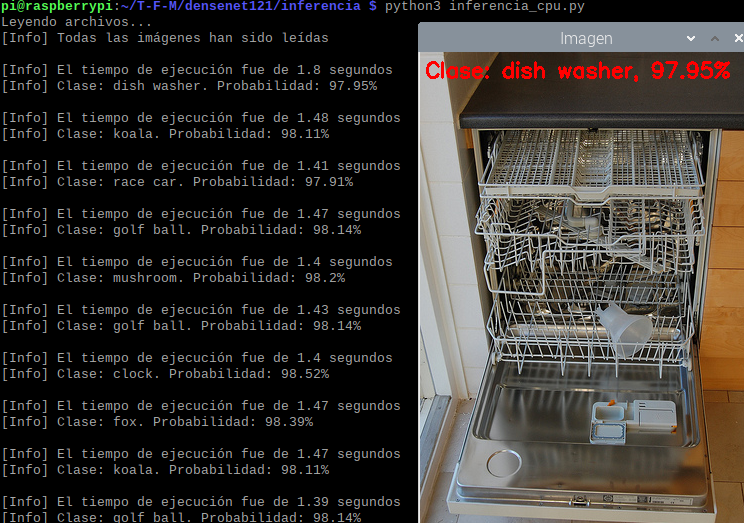 pi@raspberrypi:~/T-F-M/densenet121/inferencia $ python3 inferencia_cpu.py
Leyendo archivos...
[Info] Todas las imágenes han sido leídas
[Info] El tiempo de ejecución fue de 1.8 segundos
[Info] Clase: dish washer. Probabilidad: 97.95%
[Info] El tiempo de ejecución fue de 1.48 segundos
[Info] Clase: koala. Probabilidad: 98.11%
[Info] El tiempo de ejecución fue de 1.41 segundos
[Info] Clase: race car. Probabilidad: 97.91%
[Info] El tiempo de ejecución fue de 1.47 segundos
[Info] Clase: golf ball. Probabilidad: 98.14%
[Info] El tiempo de ejecución fue de 1.4 segundos
[Info] Clase: mushroom. Probabilidad: 98.2%
[Info] El tiempo de ejecución fue de 1.43 segundos
[Info] Clase: golf ball. Probabilidad: 98.14%
[Info] El tiempo de ejecución fue de 1.4 segundos
[Info] Clase: clock. Probabilidad: 98.52%
[Info] El tiempo de ejecución fue de 1.47 segundos
[Info] Clase: fox. Probabilidad: 98.39%
[Info] El tiempo de ejecución fue de 1.47 segundos
[Info] Clase: koala. Probabilidad: 98.11%
[Info] El tiempo de ejecución fue de 1.39 segundos
[Info] Clase: golf ball. Probabilidad: 98.14%
Imagen
Clase: dish washer, 97.95%